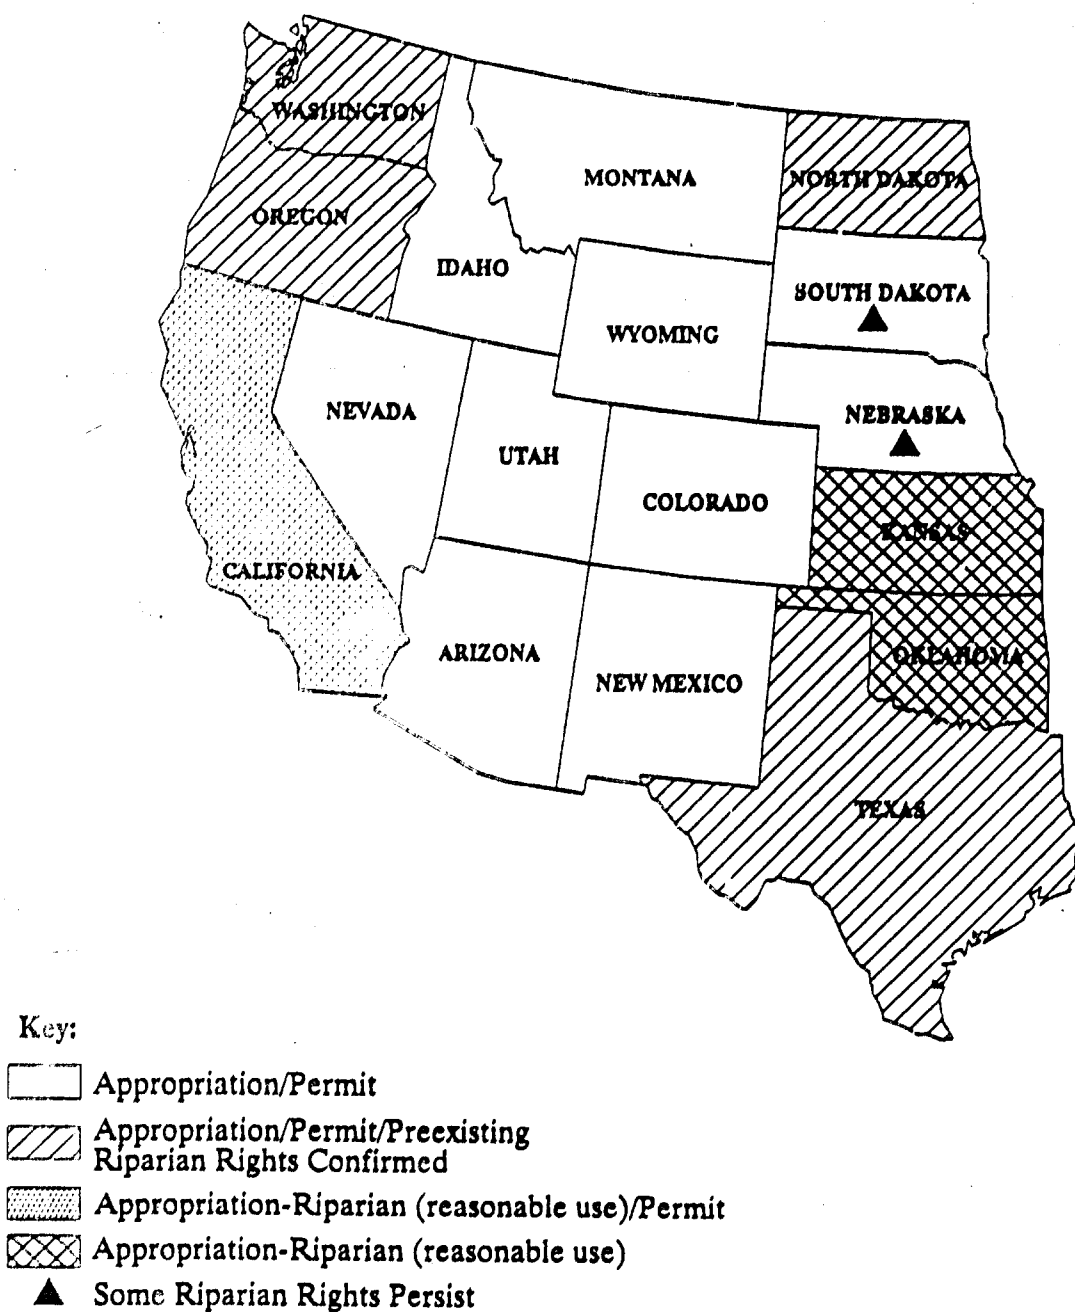 WASHINGTON
MONTANA
NORTH DAKOTA
OREGON
IDAHO
SOUTH DAKOTA
WYOMING
NEVADA
NEBRASKA
UTAH
COLORADO
KANSAS
CALIFORNIA
ARIZONA
OKLAHOMA
NEW MEXICO
TEXAS
Key:
Appropriation/Permit
Appropriation/Permit/Preexisting
Riparian Rights Confirmed
Appropriation-Riparian (reasonable use)/Permit
Appropriation-Riparian (reasonable use)
Some Riparian Rights Persist